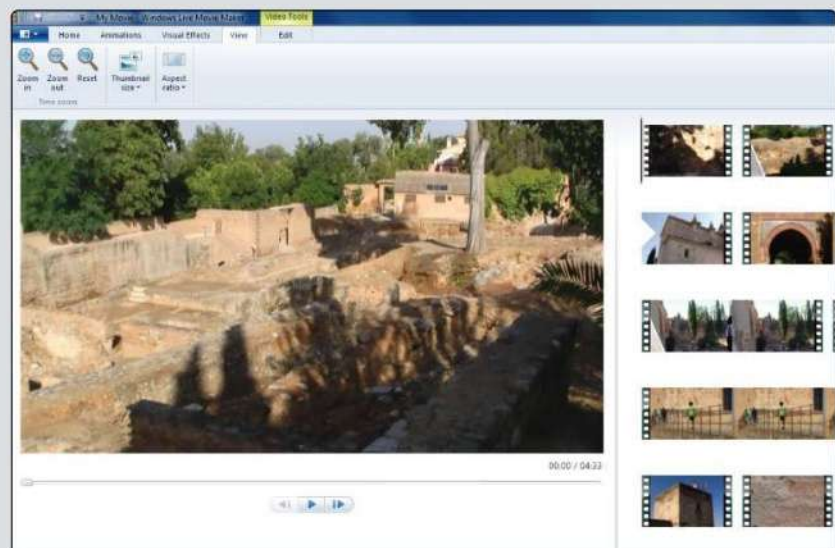 My Movie - Windows Live Movie Maker
Video Tools
Home Animations Visual Effects View Edit
Zoom in
Zoom out
Reset
Thumbnail size
Aspect ratio
Time zoom
00:00 / 04:33